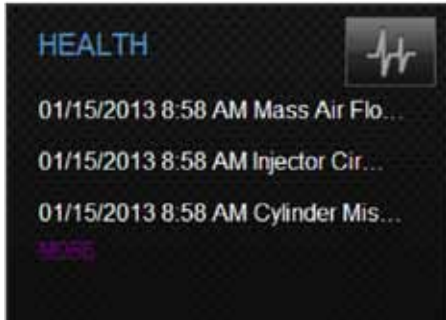 HEALTH
01/15/2013 8:58 AM Mass Air Flo...
01/15/2013 8:58 AM Injector Cir...
01/15/2013 8:58 AM Cylinder Mis...
MORE